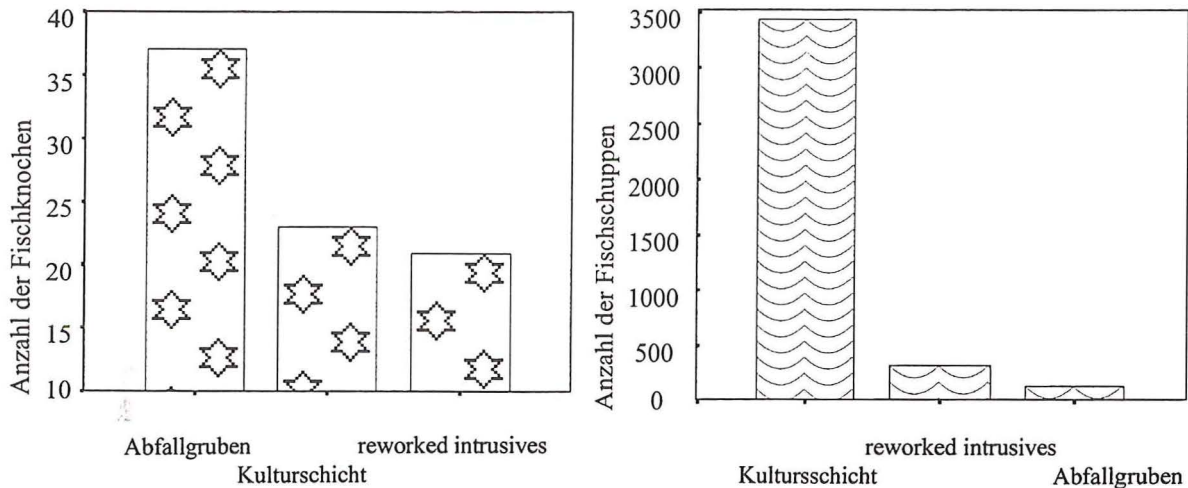 Anzahl der Fischknochen
40
35
30
25
20
15
10
Abfallgruben
Kulturschicht
reworked intrusives
Anzahl der Fischschuppen
3500
3000
2500
2000
1500
1000
500
0
Kultursschicht
reworked intrusives
Abfallgruben